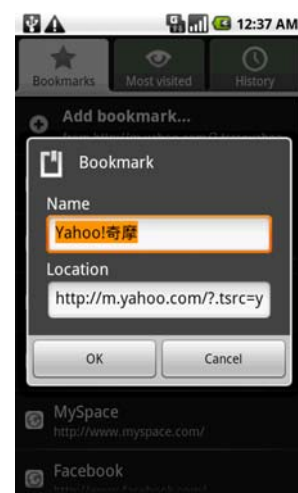 12:37 AM
Bookmarks
Most visited
History
Add bookmark...
Bookmark
Name
Yahoo!奇摩
Location
http://m.yahoo.com/?.tsrc=y
OK
Cancel
MySpace
http://www.myspace.com/
Facebook